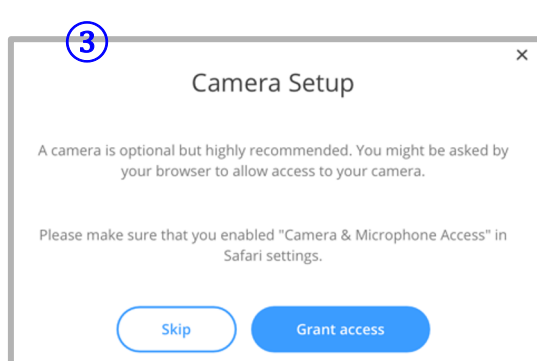 ③
×
Camera Setup
A camera is optional but highly recommended. You might be asked by
your browser to allow access to your camera.
Please make sure that you enabled "Camera & Microphone Access" in
Safari settings.
Skip
Grant access